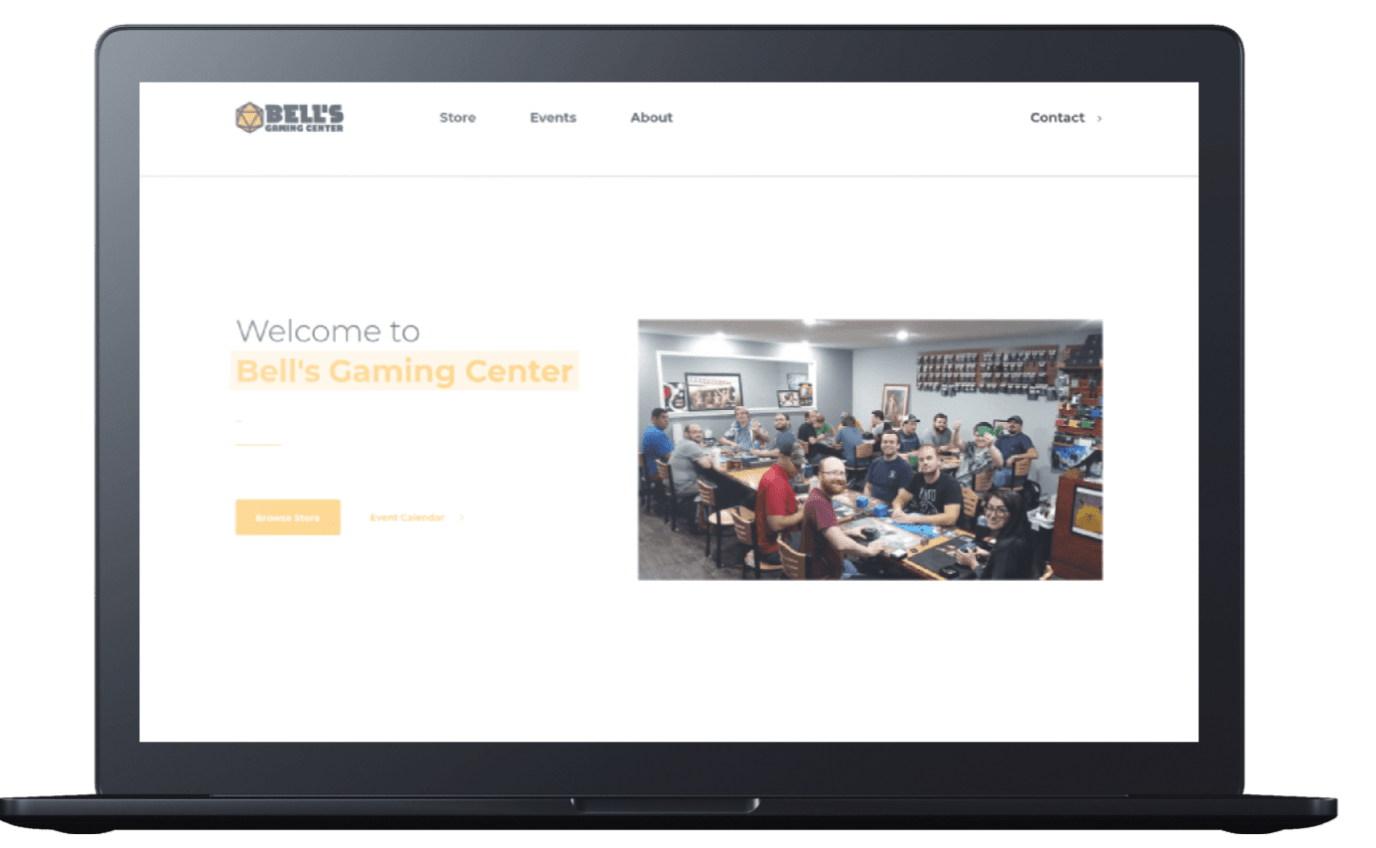 BELL'S
GAMING CENTER
Store
Events
About
Contact
Welcome to
Bell's Gaming Center
Browse Store
Event Calendar